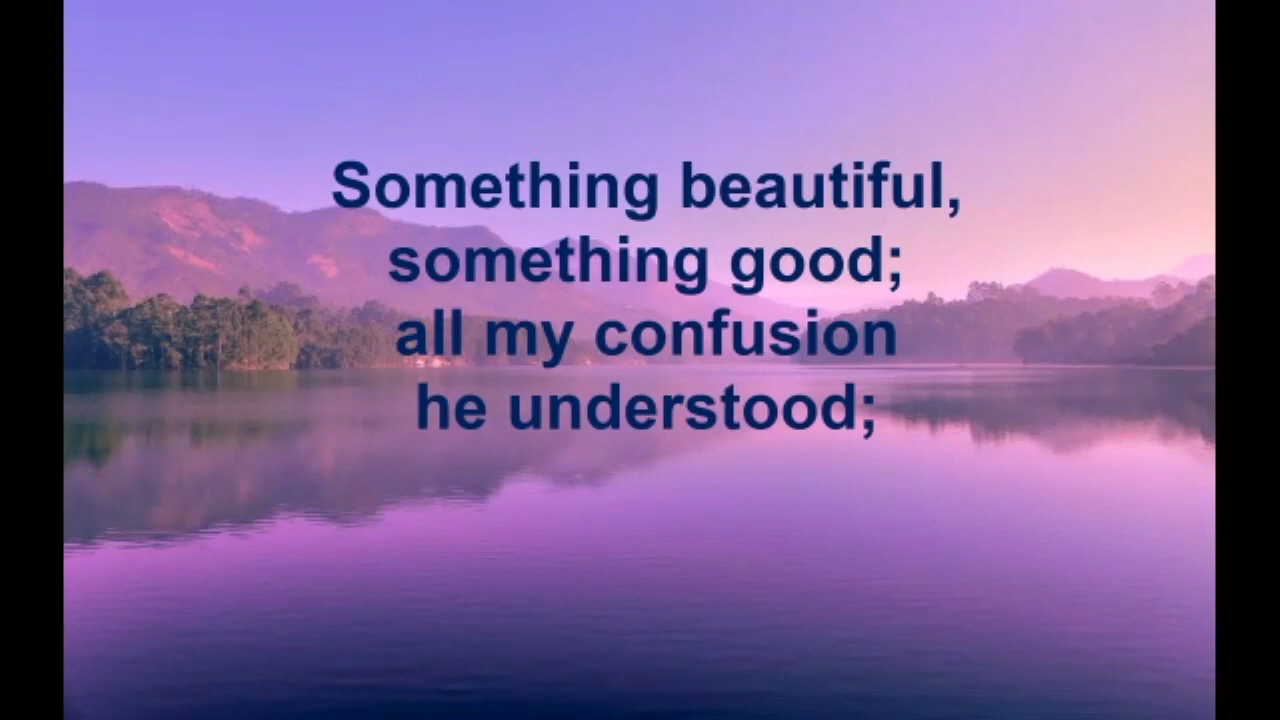 Something beautiful,
something good;
all my confusion
he understood;